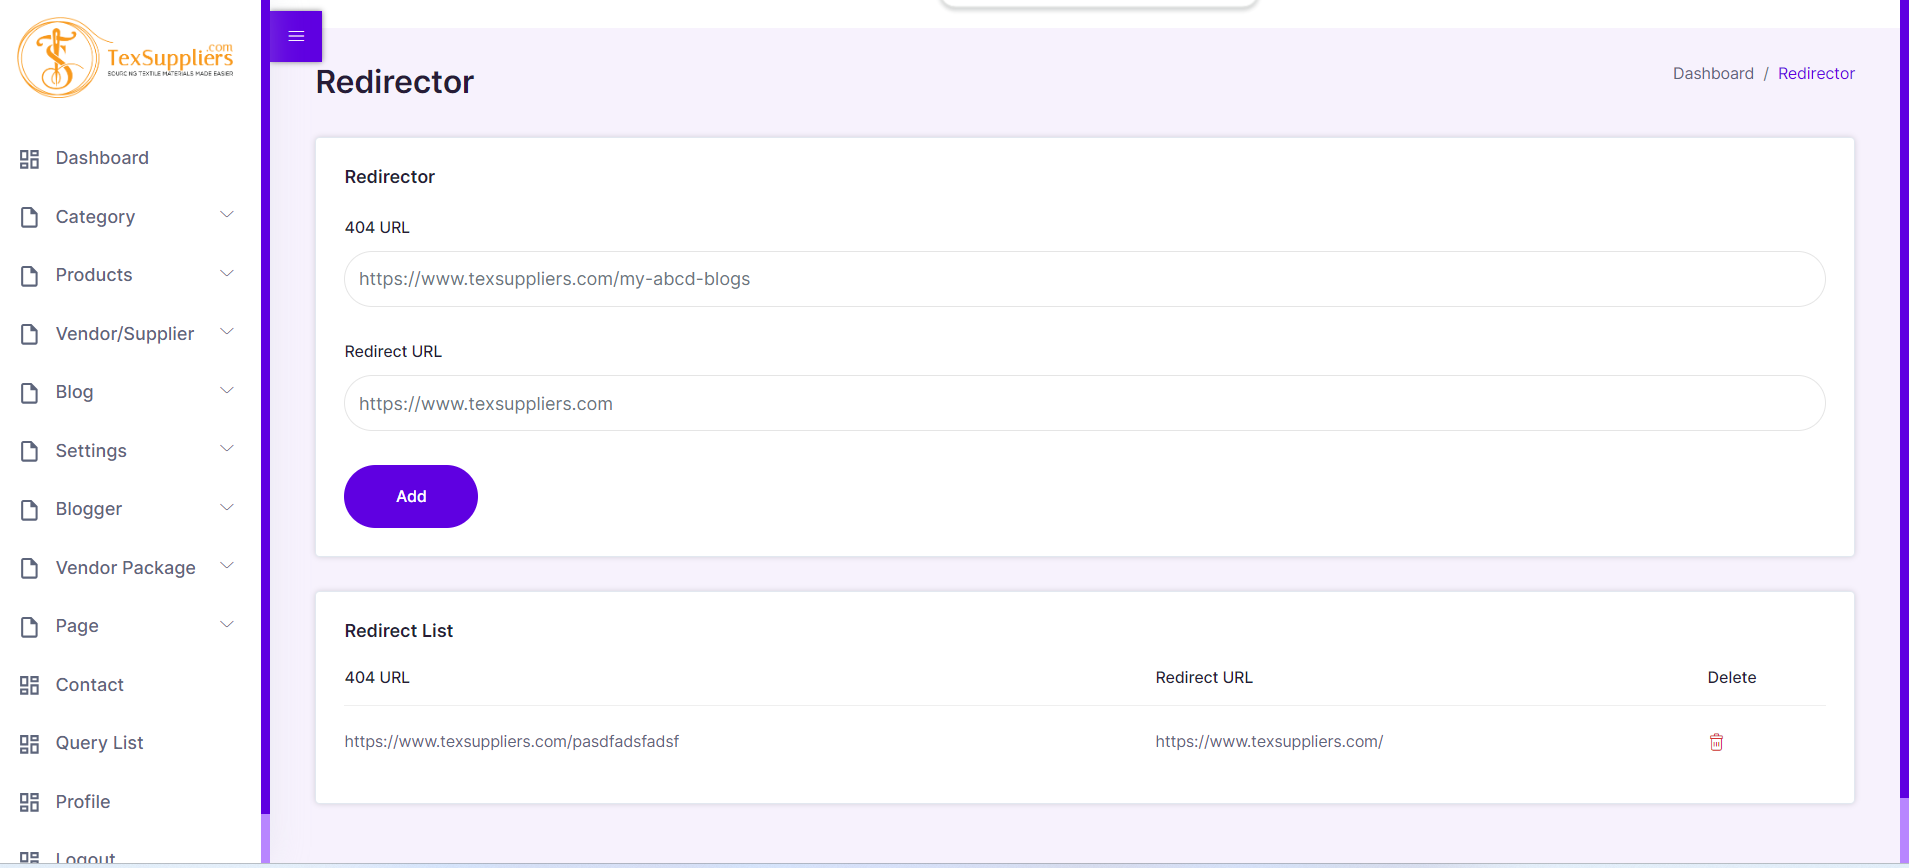 TexSuppliers.com
SOURCING TEXTILE MATERIALS MADE EASIER
Dashboard
Category
Products
Vendor/Supplier
Blog
Settings
Blogger
Vendor Package
Page
Contact
Query List
Profile
Logout
Redirector
Dashboard / Redirector
Redirector
404 URL
https://www.texsuppliers.com/my-abcd-blogs
Redirect URL
https://www.texsuppliers.com
Add
Redirect List
404 URL Redirect URL Delete
https://www.texsuppliers.com/pasdfadsfadsf https://www.texsuppliers.com/